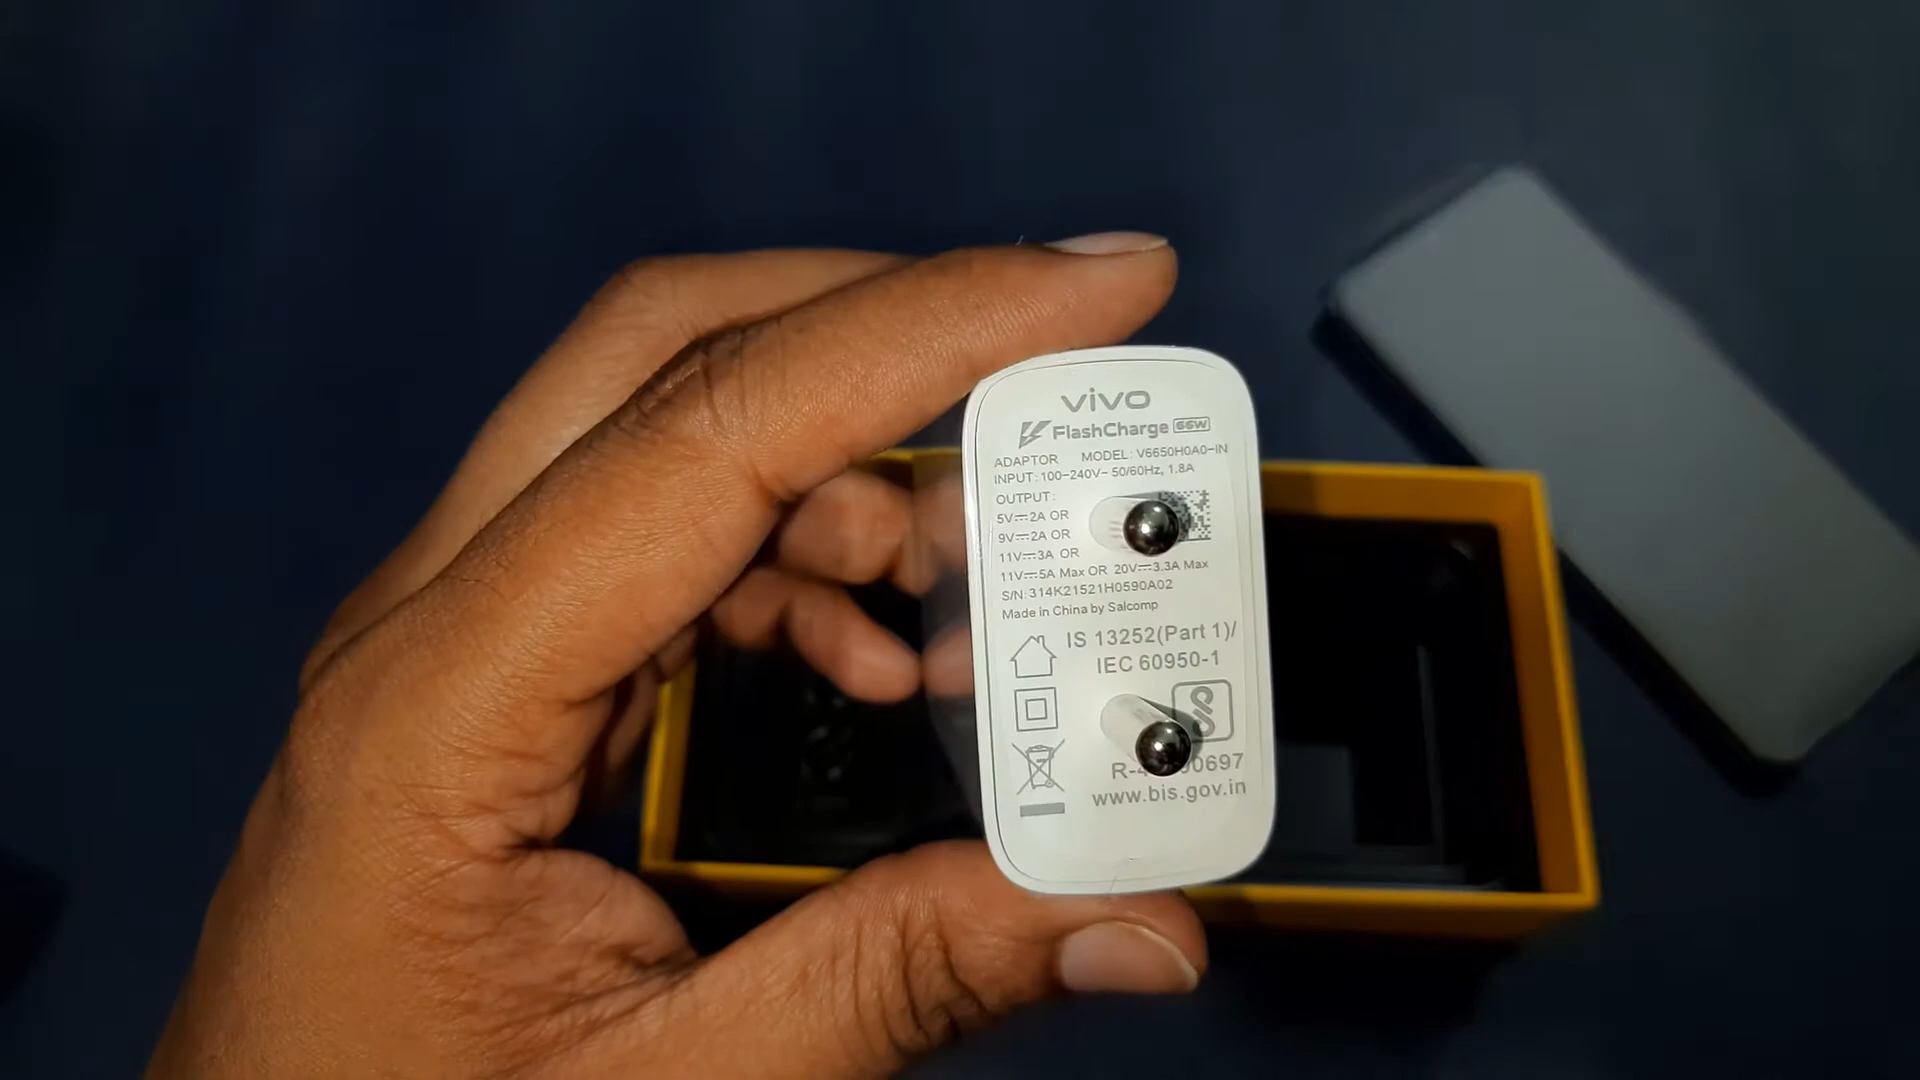 vivo
FlashCharge 66W
ADAPTOR MODEL: V6650H0A0-IN
INPUT: 100-240V~ 50/60Hz, 1.8A
OUTPUT:
5V⎓2A OR
9V⎓2A OR
11V⎓3A OR
11V⎓5A Max OR 20V⎓3.3A Max
S/N: 314K21521H0590A02
Made in China by Salcomp
IS 13252(Part 1)/
IEC 60950-1
www.bis.gov.in